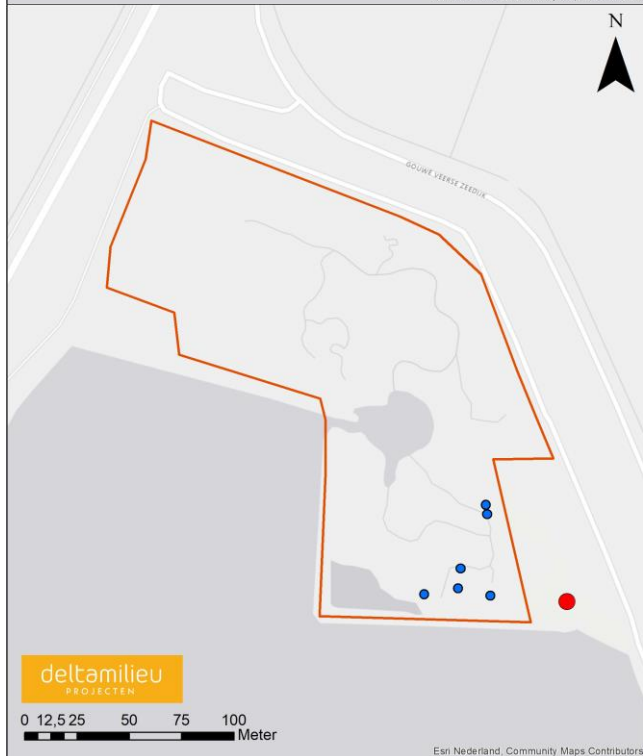 N
GOUWE VEERSE ZEEDIJK
deltamilieu
PROJECTEN
0 12,5 25 50 75 100
Meter
Esri Nederland, Community Maps Contributors